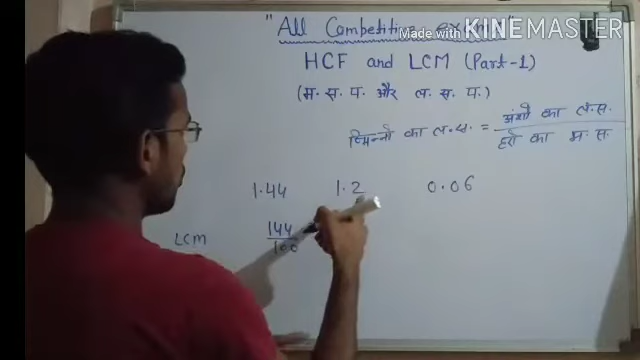 "All Competitive exams"
Made with KINEMASTER
HCF and LCM (Part-1)
(म. स. प. और ल. स. प.)
भिन्नों का ल. स. = अंशों का ल. स.
हरों का म. स.
1.44 1.2 0.06
LCM 144
100